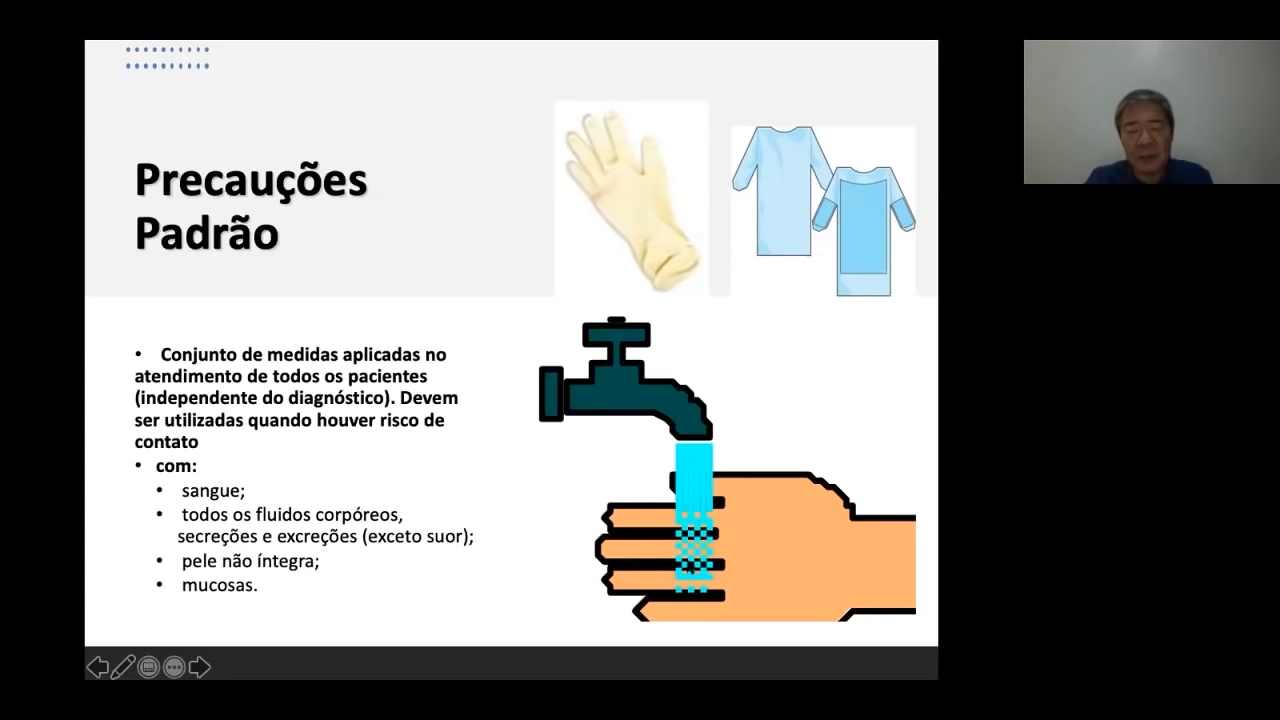 Precauções
Padrão
• Conjunto de medidas aplicadas no
atendimento de todos os pacientes
(independente do diagnóstico). Devem
ser utilizadas quando houver risco de
contato
• com:
• sangue;
• todos os fluidos corpóreos,
secreções e excreções (exceto suor);
• pele não íntegra;
• mucosas.